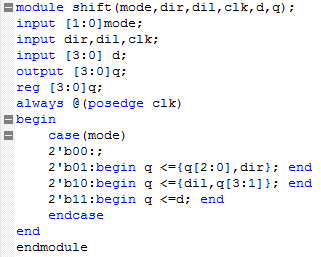 module shift(mode,dir,dil,clk,d,q);
input [1:0]mode;
input dir,dil,clk;
input [3:0] d;
output [3:0]q;
reg [3:0]q;
always @(posedge clk)
begin
    case(mode)
    2'b00:;
    2'b01:begin q <={q[2:0],dir}; end
    2'b10:begin q <={dil,q[3:1]}; end
    2'b11:begin q <=d; end
    endcase
end
endmodule